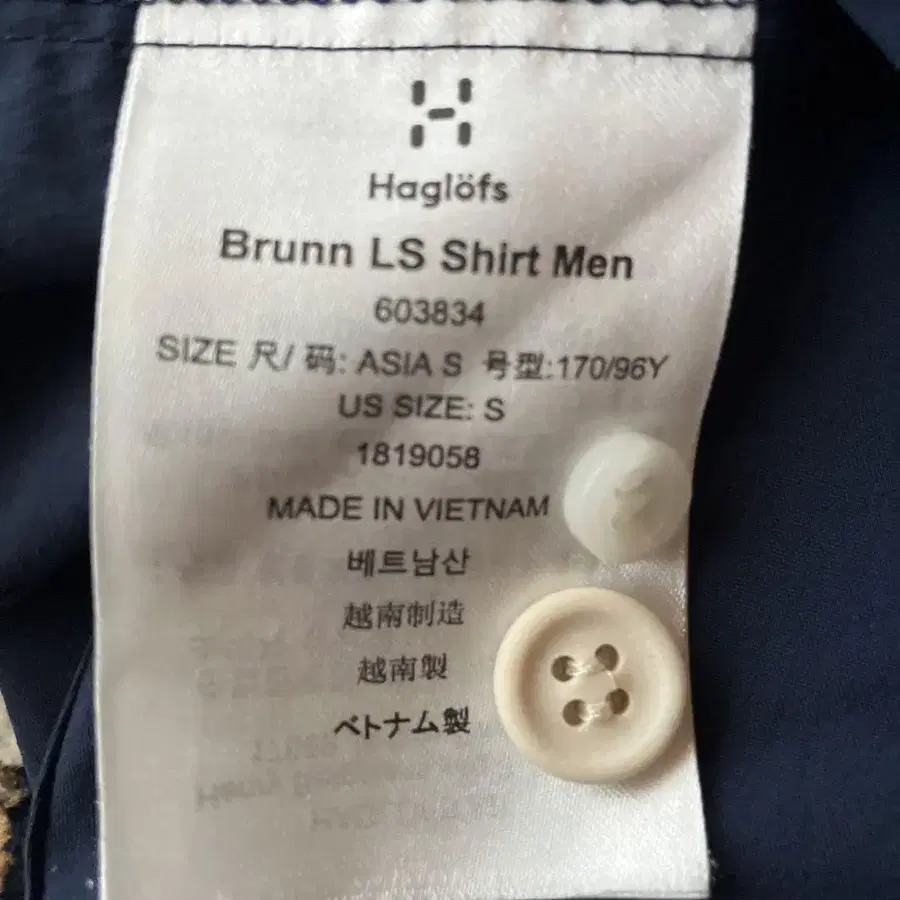 Haglöfs
Brunn LS Shirt Men
603834
SIZE 尺/ 码: ASIA S 号型:170/96Y
US SIZE: S
1819058
MADE IN VIETNAM
베트남산
越南制造
越南製
ベトナム製